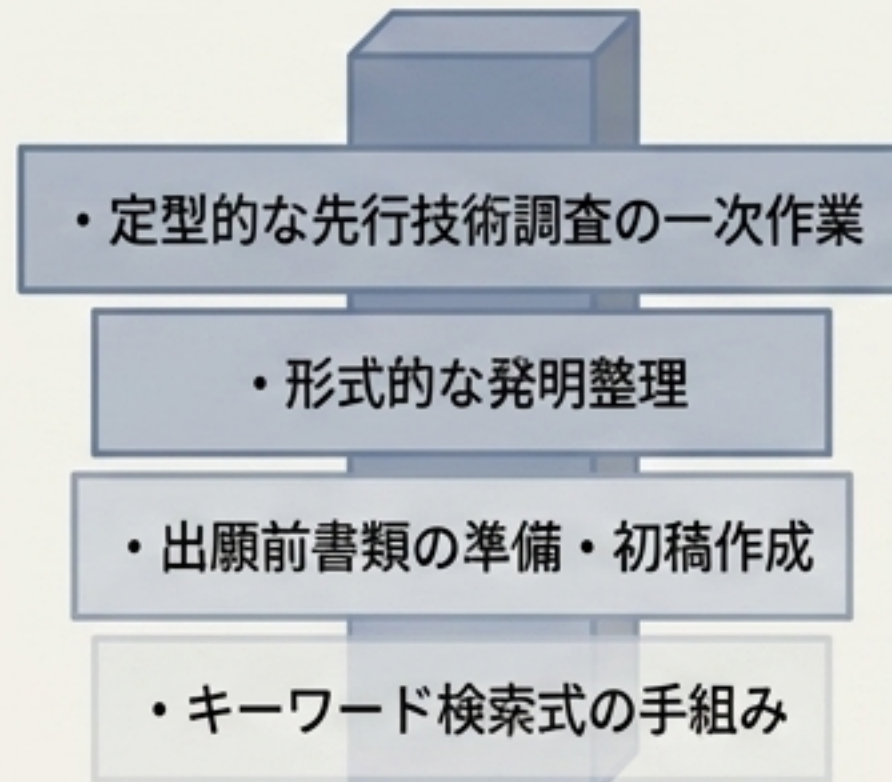 ・定型的な先行技術調査の一次作業
・形式的な発明整理
・出願前書類の準備・初稿作成
・キーワード検索式の手組み